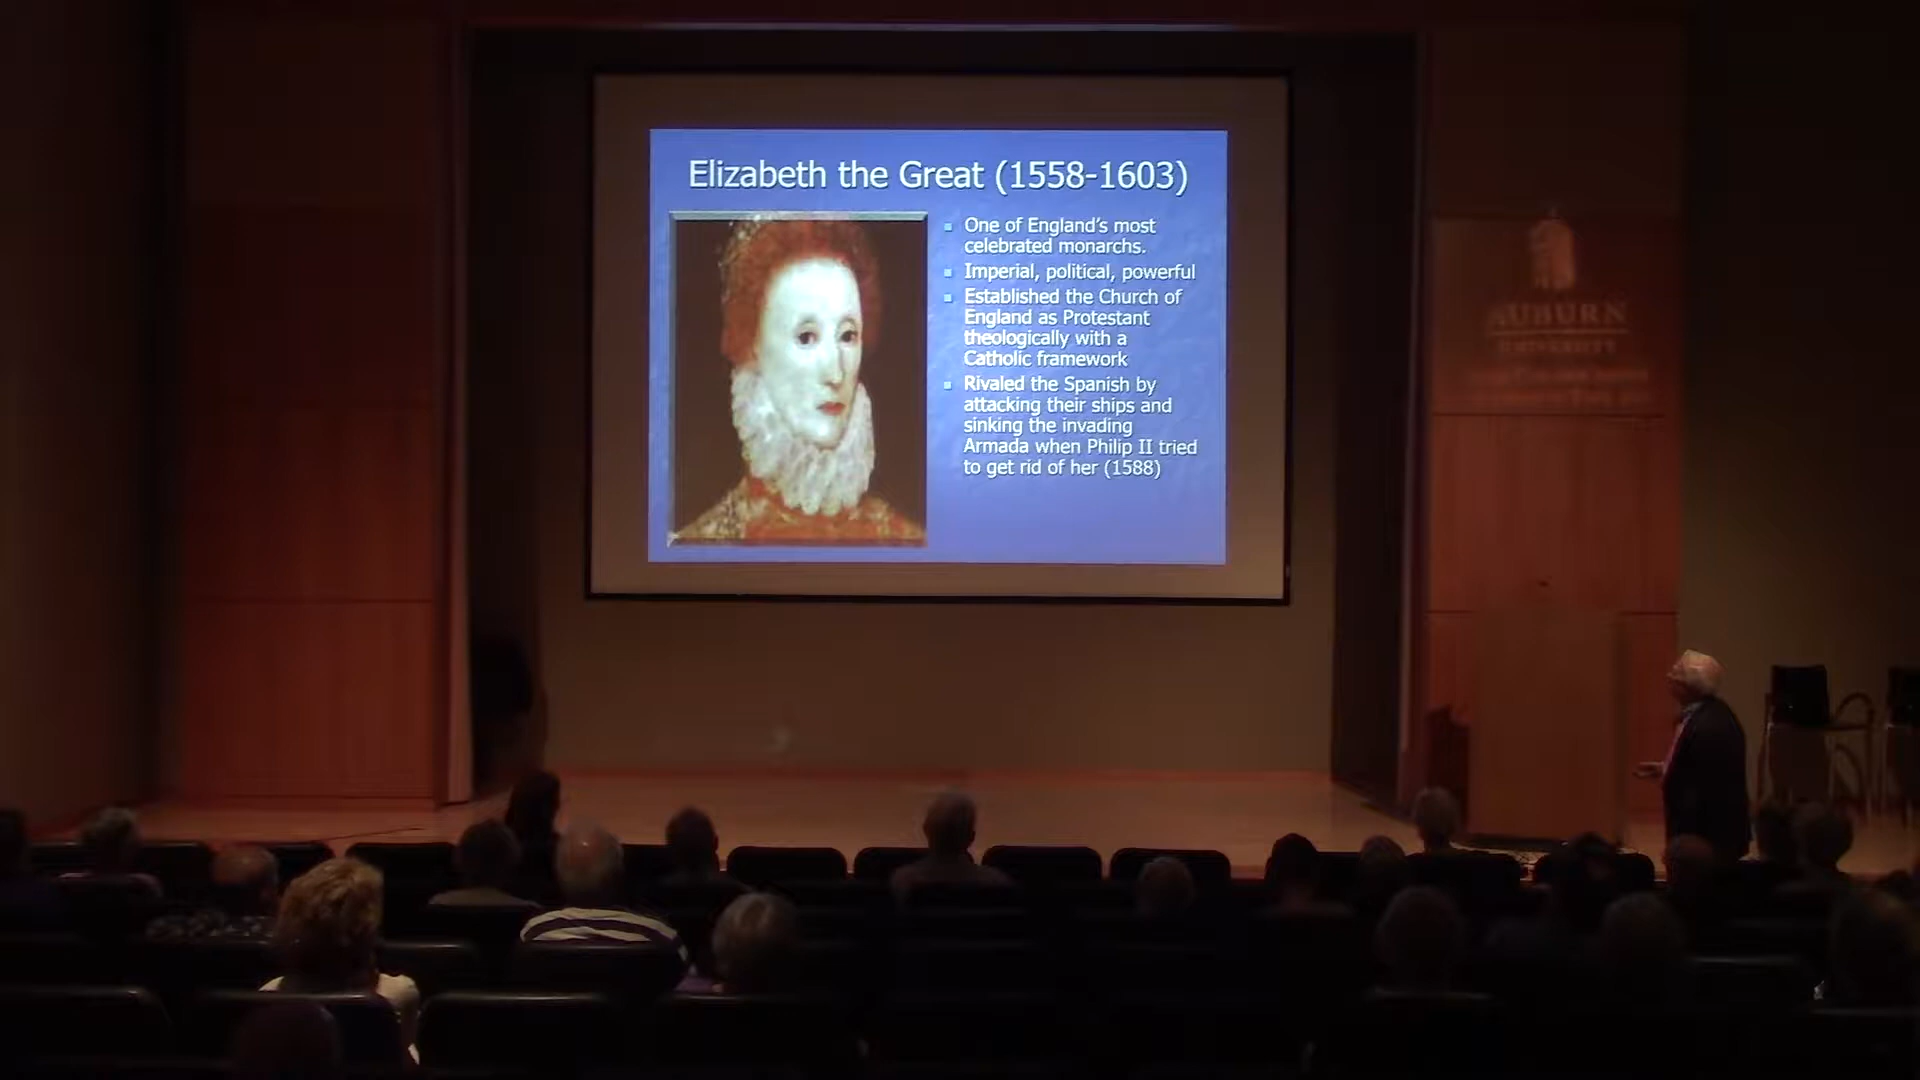 Elizabeth the Great (1558-1603)
One of England's most
celebrated monarchs.
Imperial, political, powerful
Established the Church of
England as Protestant
theologically with a
Catholic framework
Rivaled the Spanish by
attacking their ships and
sinking the invading
Armada when Philip II tried
to get rid of her (1588)
AUBURN
UNIVERSITY